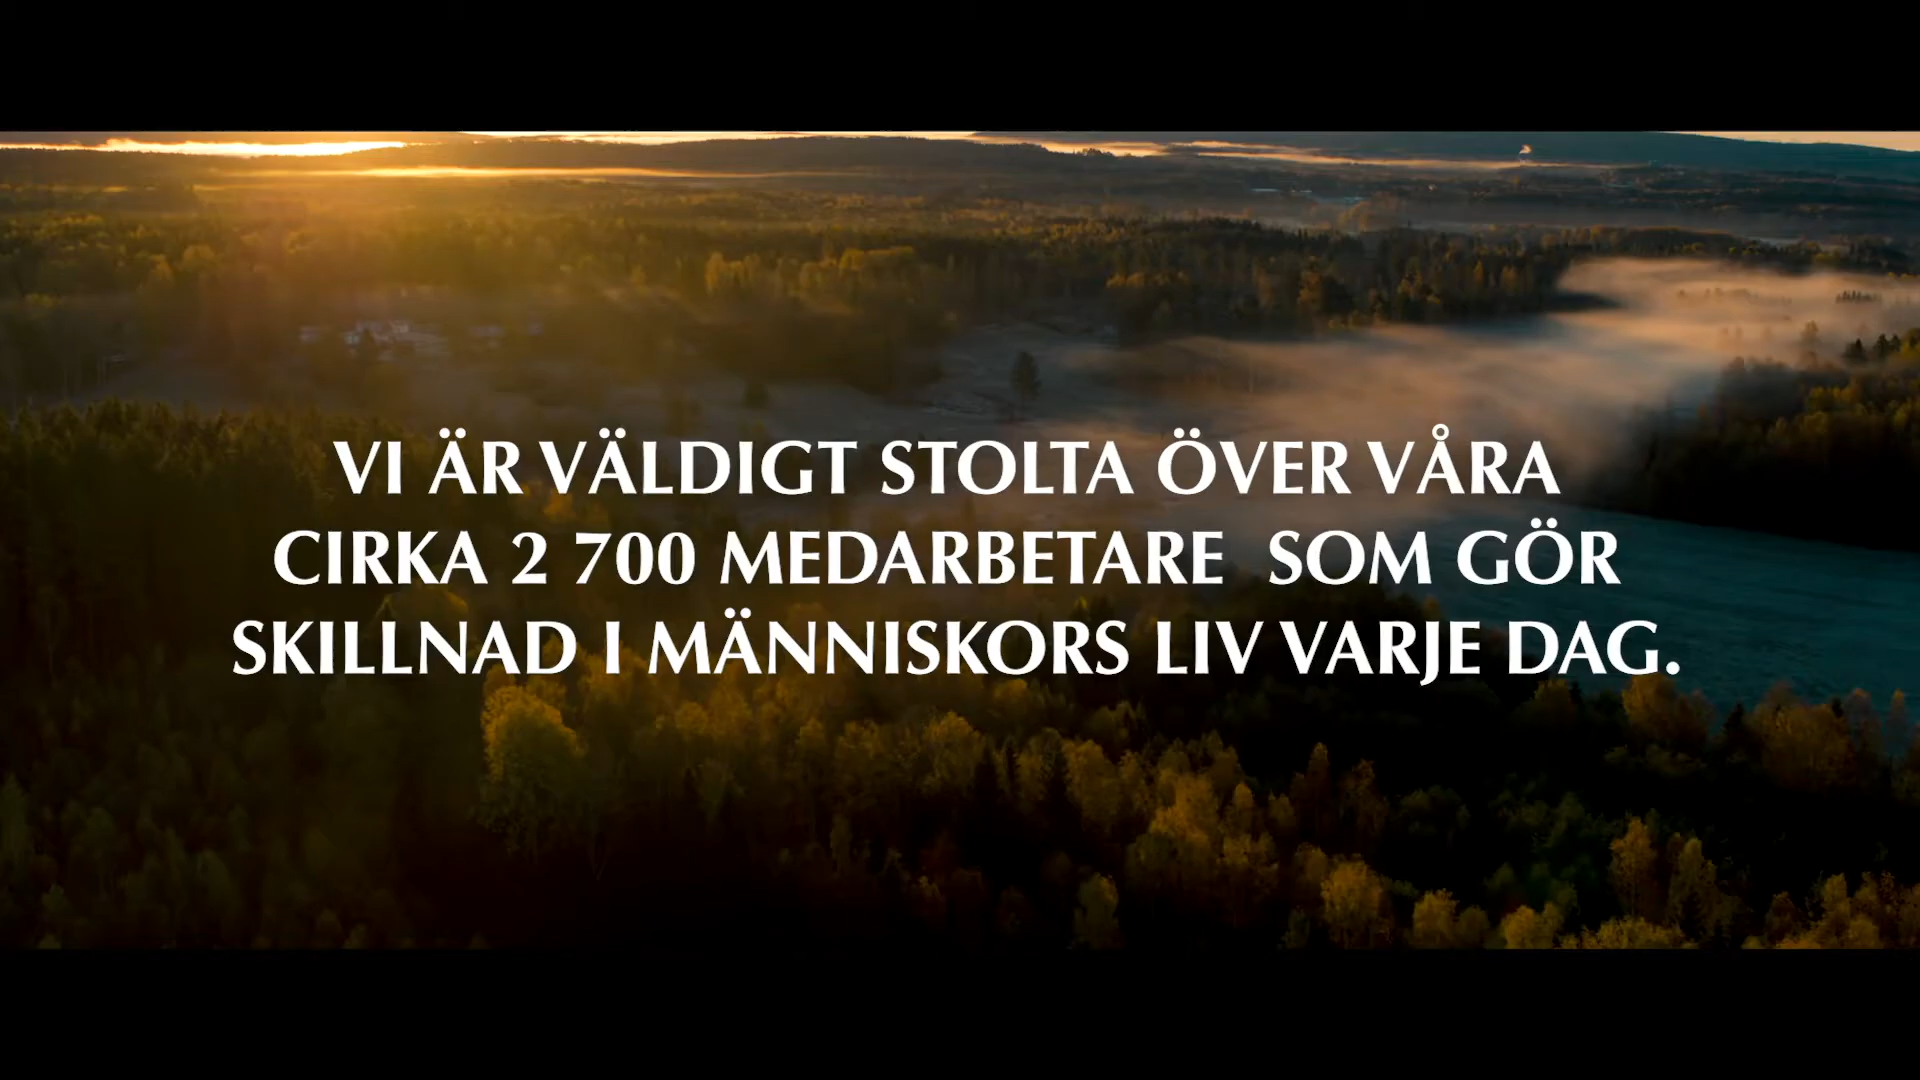 VI ÄR VÄLDIGT STOLTA ÖVER VÅRA
CIRKA 2 700 MEDARBETARE  SOM GÖR
SKILLNAD I MÄNNISKORS LIV VARJE DAG.